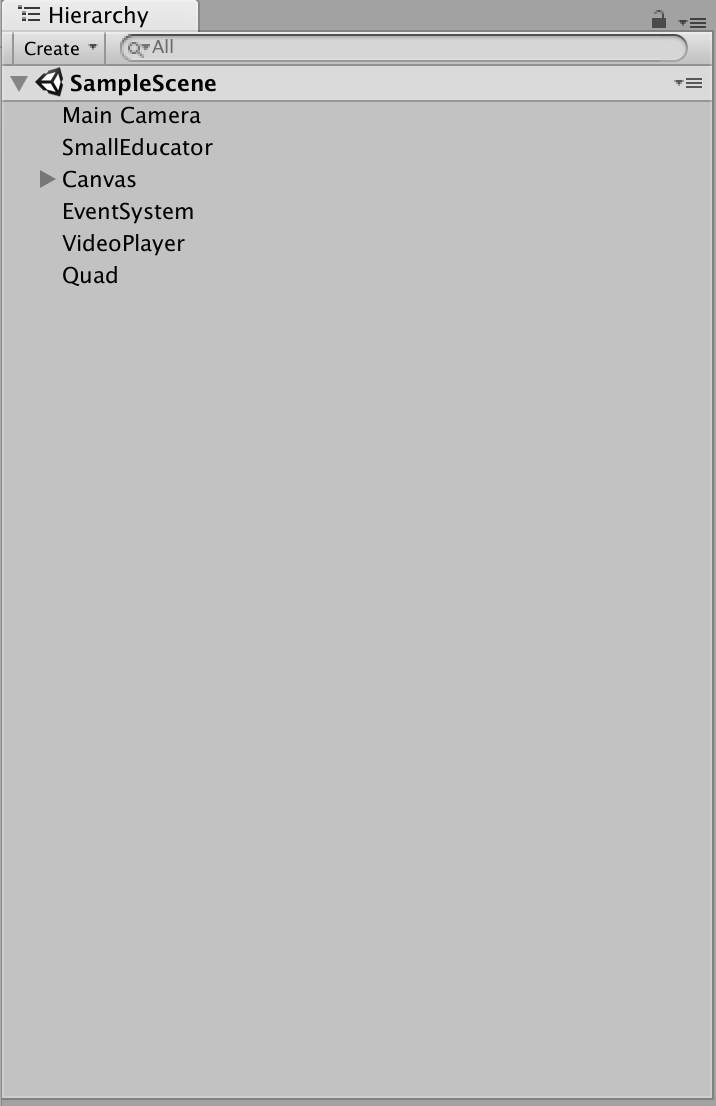 Hierarchy
Create All
SampleScene
Main Camera
SmallEducator
Canvas
EventSystem
VideoPlayer
Quad